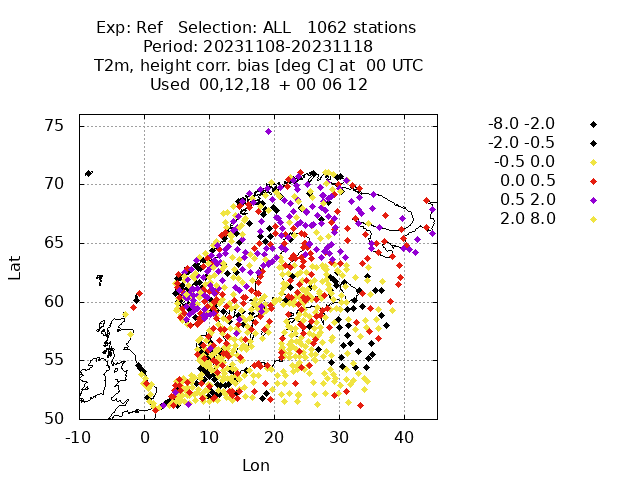 Exp: Ref Selection: ALL 1062 stations
Period: 20231108-20231118
T2m, height corr. bias [deg C] at 00 UTC
Used 00,12,18 + 00 06 12
75
70
65
60
55
50
Lat
-10 0 10 20 30 40
Lon
-8.0 -2.0
-2.0 -0.5
-0.5 0.0
0.0 0.5
0.5 2.0
2.0 8.0